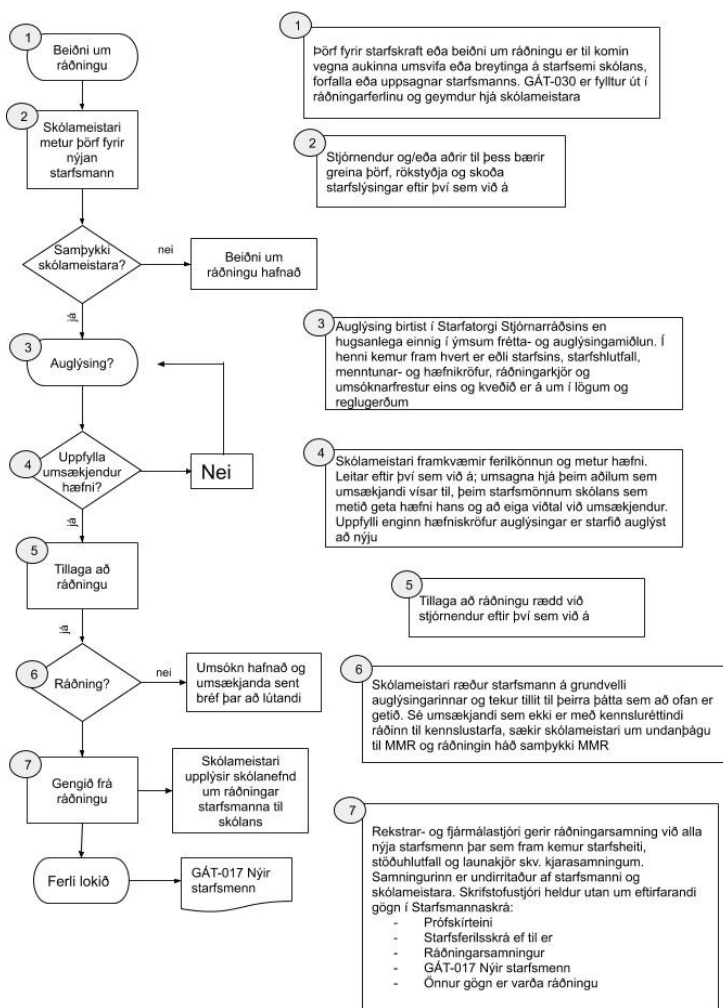 1
Beiðni um
ráðningu
2
Skólameistari
metur þörf fyrir
nýjan
starfsmann
Samþykki
skólameistara?
nei
Beiðni um
ráðningu hafnað
já
3
Auglýsing?
4
Uppfylla
umsækjendur
hæfni?
Nei
já
5
Tillaga að
ráðningu
já
6
Ráðning?
nei
Umsókn hafnað og
umsækjanda sent
bréf þar að lútandi
7
Gengið frá
ráðningu
Skólameistari
upplýsir skólanefnd
um ráðningar
starfsmanna til
skólans
Ferli lokið
GÁT-017 Nýir
starfsmenn
1
Þörf fyrir starfskraft eða beiðni um ráðningu er til komin
vegna aukinna umsvifa eða breytinga á starfsemi skólans,
forfalla eða uppsagnar starfsmanns. GÁT-030 er fylltur út í
ráðningarferlinu og geymdur hjá skólameistara
2
Stjórnendur og/eða aðrir til þess bærir
greina þörf, rökstyðja og skoða
starfslýsingar eftir því sem við á
3
Auglýsing birtist í Starfatorgi Stjórnarráðsins en
hugsanlega einnig í ýmsum frétta- og auglýsingamiðlun. Í
henni kemur fram hvert er eðli starfsins, starfshlutfall,
menntunar- og hæfnikröfur, ráðningarkjör og
umsóknarfrestur eins og kveðið er á um í lögum og
reglugerðum
4
Skólameistari framkvæmir ferilkönnun og metur hæfni.
Leitar eftir því sem við á; umsagna hjá þeim aðilum sem
umsækjandi vísar til, þeim starfsmönnum skólans sem
metið geta hæfni hans og að eiga viðtal við umsækjendur.
Uppfylli enginn hæfniskröfur auglýsingar er starfið auglýst
að nýju
5
Tillaga að ráðningu rædd við
stjórnendur eftir því sem við á
6
Skólameistari ræður starfsmann á grundvelli
auglýsingarinnar og tekur tillit til þeirra þátta sem að ofan er
getið. Sé umsækjandi sem ekki er með kennsluréttindi
ráðinn til kennslustarfa, sækir skólameistari um undanþágu
til MMR og ráðningin háð samþykki MMR
7
Rekstrar- og fjármálastjóri gerir ráðningarsamning við alla
nýja starfsmenn þar sem fram kemur starfsheiti,
stöðuhlutfall og launakjör skv. kjarasamningum.
Samningurinn er undirritaður af starfsmanni og
skólameistara. Skrifstofustjóri heldur utan um eftirfarandi
gögn í Starfsmannaskrá:
- Prófskírteini
- Starfsferilsskrá ef til er
- Ráðningarsamningur
- GÁT-017 Nýir starfsmenn
- Önnur gögn er varða ráðningu